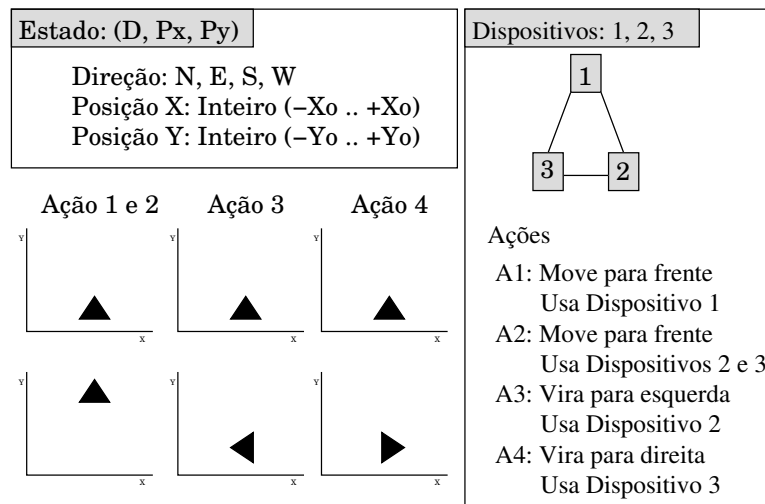 Estado: (D, Px, Py)
Direção: N, E, S, W
Posição X: Inteiro (−Xo .. +Xo)
Posição Y: Inteiro (−Yo .. +Yo)
Ação 1 e 2
Ação 3
Ação 4
Y
X
Y
X
Y
X
Y
X
Y
X
Y
X
Dispositivos: 1, 2, 3
1
3
2
Ações
A1: Move para frente
Usa Dispositivo 1
A2: Move para frente
Usa Dispositivos 2 e 3
A3: Vira para esquerda
Usa Dispositivo 2
A4: Vira para direita
Usa Dispositivo 3